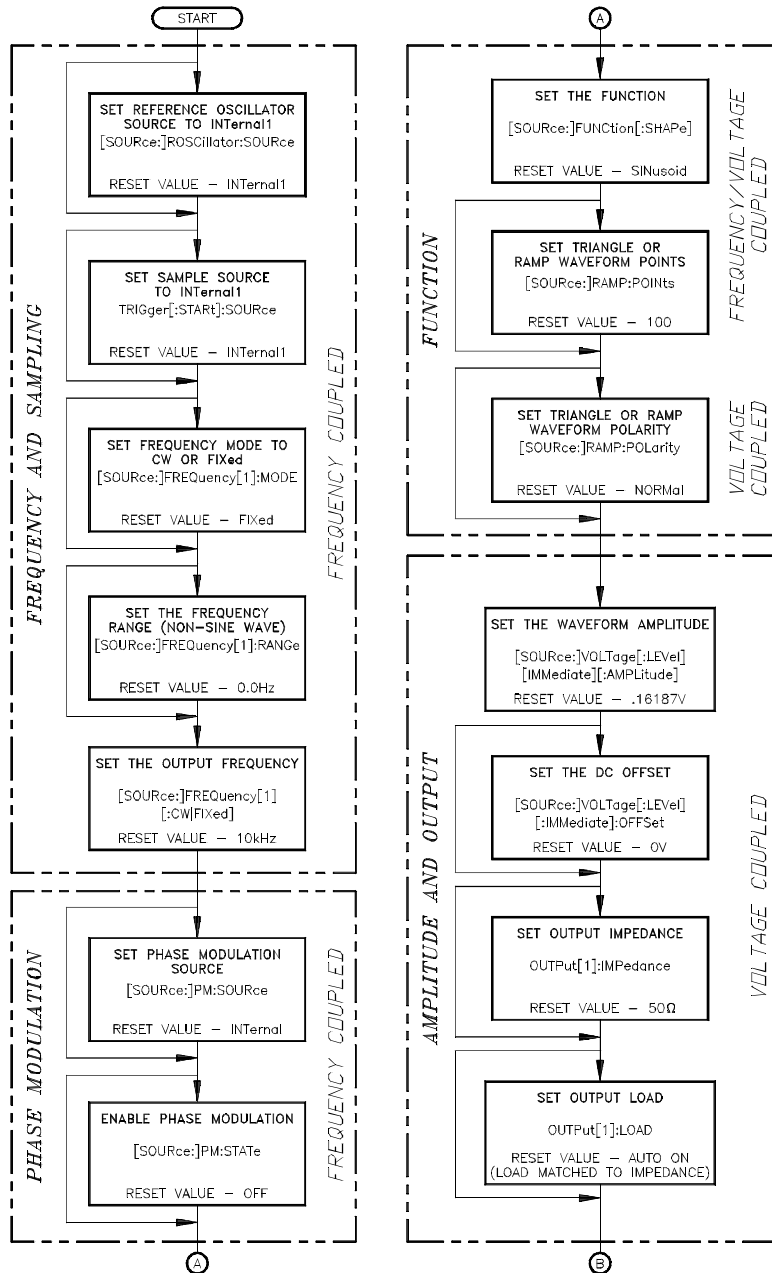 START
SET REFERENCE OSCILLATOR
SOURCE TO INTernal1
[SOURce:]ROSCillator:SOURce
RESET VALUE – INTernal1
SET SAMPLE SOURCE
TO INTernal1
TRIGger[:STARt]:SOURce
RESET VALUE – INTernal1
SET FREQUENCY MODE TO
CW OR FIXed
[SOURce:]FREQuency[1]:MODE
RESET VALUE – FIXed
SET THE FREQUENCY
RANGE (NON–SINE WAVE)
[SOURce:]FREQuency[1]:RANGe
RESET VALUE – 0.0Hz
SET THE OUTPUT FREQUENCY
[SOURce:]FREQuency[1]
[:CW|FIXed]
RESET VALUE – 10kHz
FREQUENCY AND SAMPLING
FREQUENCY COUPLED
SET PHASE MODULATION
SOURCE
[SOURce:]PM:SOURce
RESET VALUE – INTernal
ENABLE PHASE MODULATION
[SOURce:]PM:STATe
RESET VALUE – OFF
PHASE MODULATION
FREQUENCY COUPLED
A
A
SET THE FUNCTION
[SOURce:]FUNCtion[:SHAPe]
RESET VALUE – SINusoid
SET TRIANGLE OR
RAMP WAVEFORM POINTS
[SOURce:]RAMP:POINts
RESET VALUE – 100
SET TRIANGLE OR RAMP
WAVEFORM POLARITY
[SOURce:]RAMP:POLarity
RESET VALUE – NORMal
FUNCTION
FREQUENCY/VOLTAGE
COUPLED
VOLTAGE
COUPLED
SET THE WAVEFORM AMPLITUDE
[SOURce:]VOLTage[:LEVel]
[IMMediate][:AMPLitude]
RESET VALUE – .16187V
SET THE DC OFFSET
[SOURce:]VOLTage[:LEVel]
[:IMMediate]:OFFSet
RESET VALUE – 0V
SET OUTPUT IMPEDANCE
OUTPut[1]:IMPedance
RESET VALUE – 50Ω
SET OUTPUT LOAD
OUTPut[1]:LOAD
RESET VALUE – AUTO ON
(LOAD MATCHED TO IMPEDANCE)
AMPLITUDE AND OUTPUT
VOLTAGE COUPLED
B